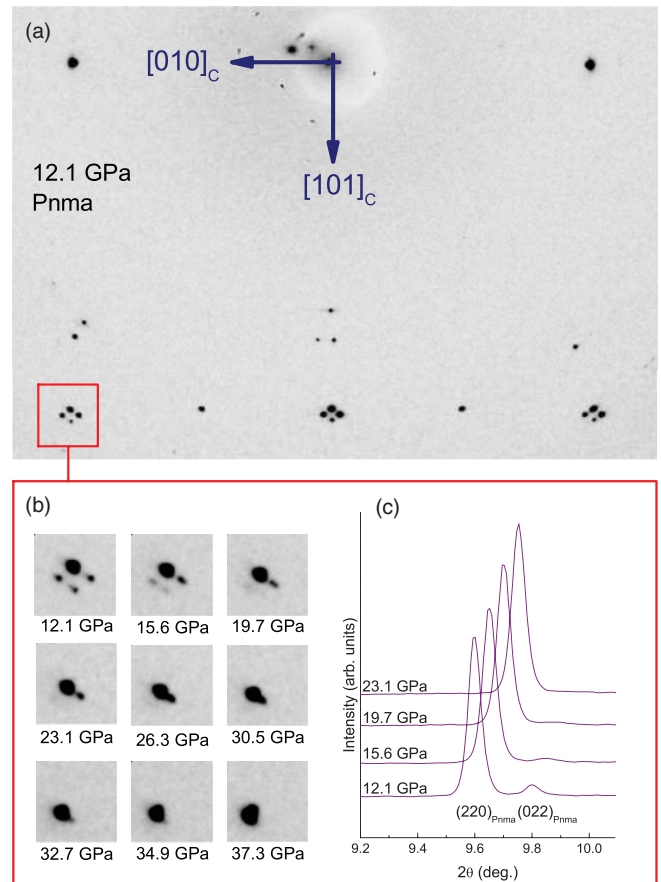 (a)
[010]C
[101]C
12.1 GPa
Pnma
(b)
12.1 GPa 15.6 GPa 19.7 GPa
23.1 GPa 26.3 GPa 30.5 GPa
32.7 GPa 34.9 GPa 37.3 GPa
(c)
Intensity (arb. units)
23.1 GPa
19.7 GPa
15.6 GPa
12.1 GPa
(220)Pnma (022)Pnma
9.2 9.4 9.6 9.8 10.0
2θ (deg.)